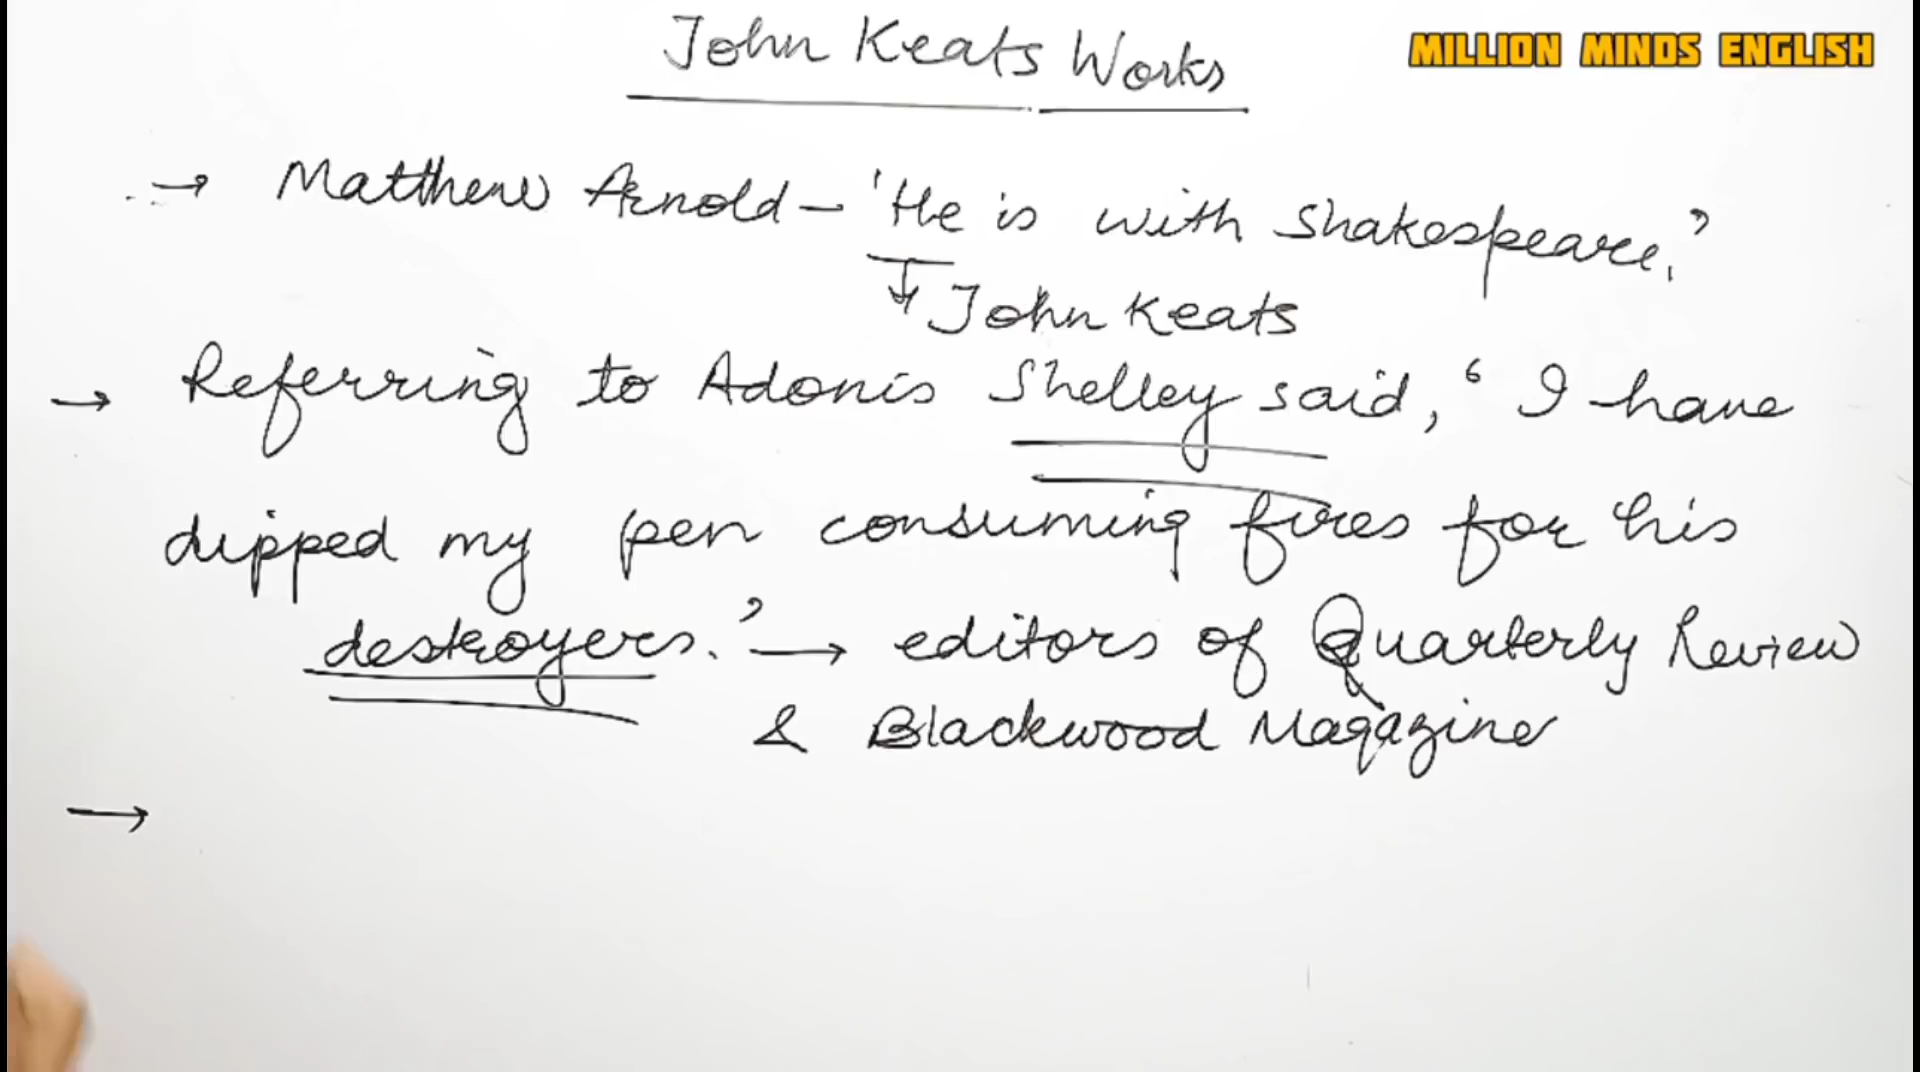 John Keats Works
MILLION MINDS ENGLISH
→ Matthew Arnold – 'He is with Shakespeare.'
John Keats
→ Referring to Adonis Shelley said, 'I have
dipped my pen consuming fires for his
destroyers.' → editors of Quarterly Review
& Blackwood Magazine
→